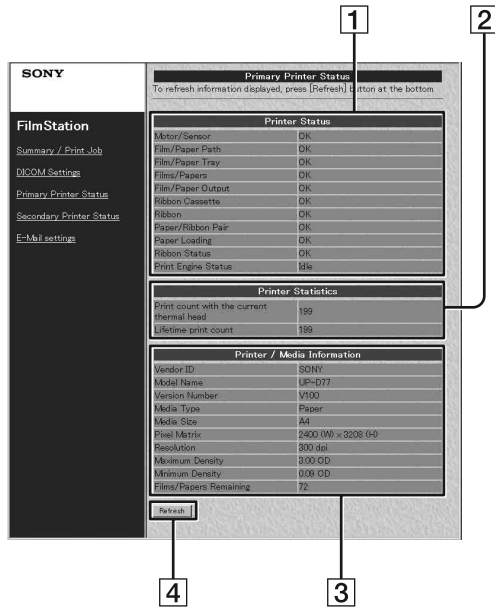 1
2
SONY
Primary Printer Status
To refresh information displayed, press [Refresh] button at the bottom.
FilmStation
Summary / Print Job
DICOM Settings
Primary Printer Status
Secondary Printer Status
E-Mail settings
Printer Status
Motor/Sensor OK
Film/Paper Path OK
Film/Paper Tray OK
Films/Papers OK
Film/Paper Output OK
Ribbon Cassette OK
Ribbon OK
Paper/Ribbon Pair OK
Paper Loading OK
Ribbon Status OK
Print Engine Status Idle
Printer Statistics
Print count with the current
thermal head 199
Lifetime print count 199
Printer / Media Information
Vendor ID SONY
Model Name UP-D77
Version Number V100
Media Type Paper
Media Size A4
Pixel Matrix 2400 (W) x 3208 (H)
Resolution 300 dpi
Maximum Density 3.00 OD
Minimum Density 0.09 OD
Films/Papers Remaining 72
Refresh
4
3